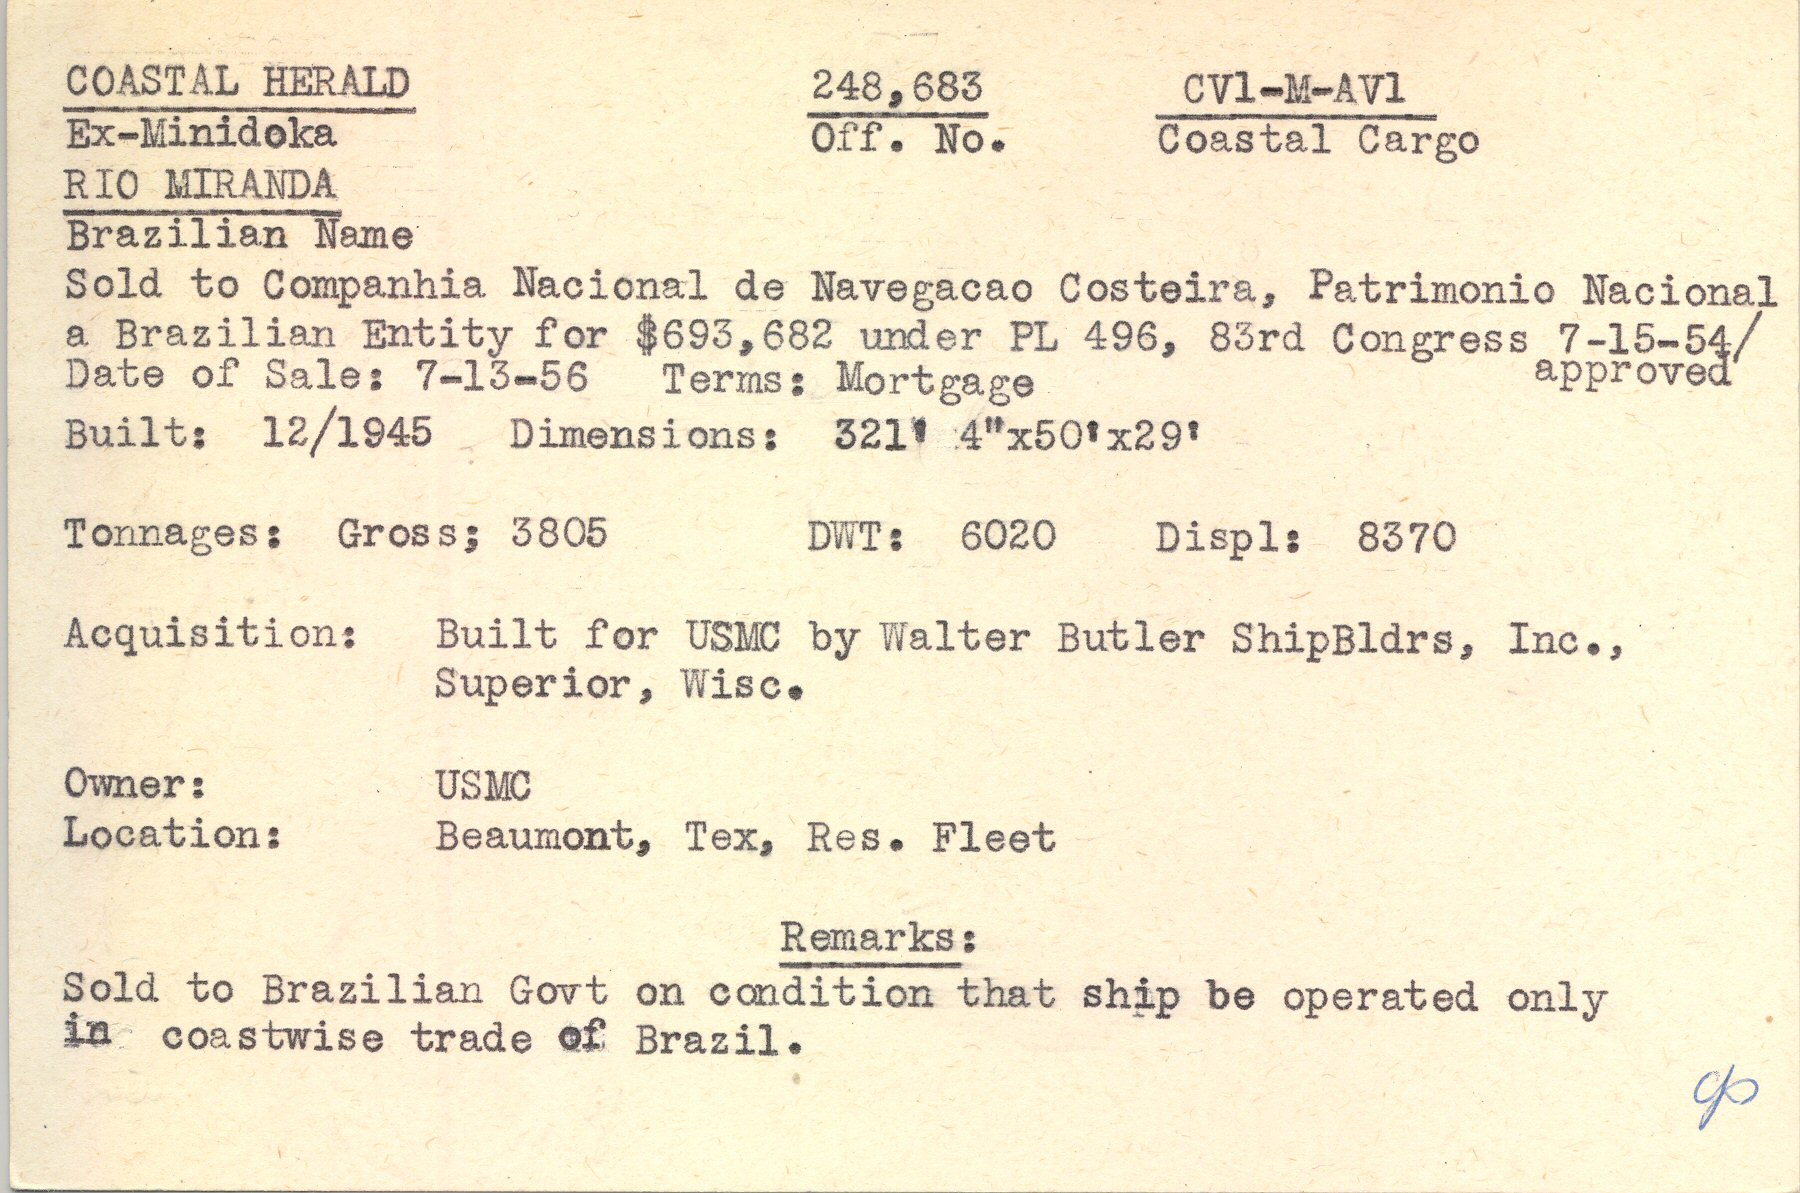 COASTAL HERALD 248,683 CV1-M-AV1
Ex-Minidoka Off. No. Coastal Cargo
RIO MIRANDA
Brazilian Name
Sold to Companhia Nacional de Navegacao Costeira, Patrimonio Nacional
a Brazilian Entity for $693,682 under PL 496, 83rd Congress 7-15-54/
approved
Date of Sale: 7-13-56 Terms: Mortgage
Built: 12/1945 Dimensions: 321' 4"x50'x29'
Tonnages: Gross; 3805 DWT: 6020 Displ: 8370
Acquisition: Built for USMC by Walter Butler ShipBldrs, Inc.,
Superior, Wisc.
Owner: USMC
Location: Beaumont, Tex, Res. Fleet
Remarks:
Sold to Brazilian Govt on condition that ship be operated only
in coastwise trade of Brazil.